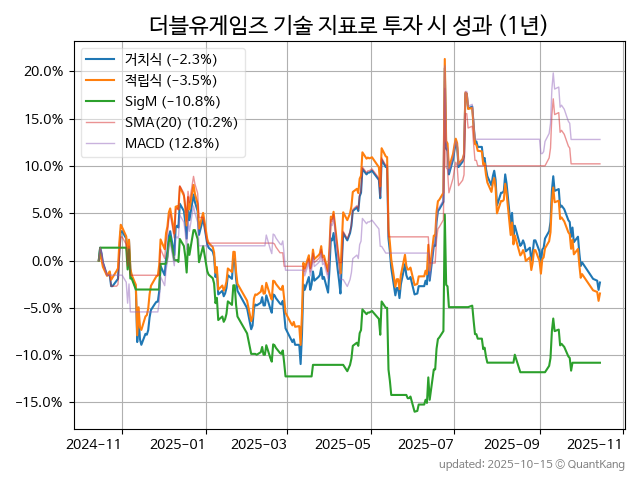 더블유게임즈 기술 지표로 투자 시 성과 (1년)
거치식 (−2.3%)
적립식 (−3.5%)
SigM (−10.8%)
SMA(20) (10.2%)
MACD (12.8%)
20.0%
15.0%
10.0%
5.0%
0.0%
−5.0%
−10.0%
−15.0%
2024-11 2025-01 2025-03 2025-05 2025-07 2025-09 2025-11
updated: 2025-10-15 © QuantKang